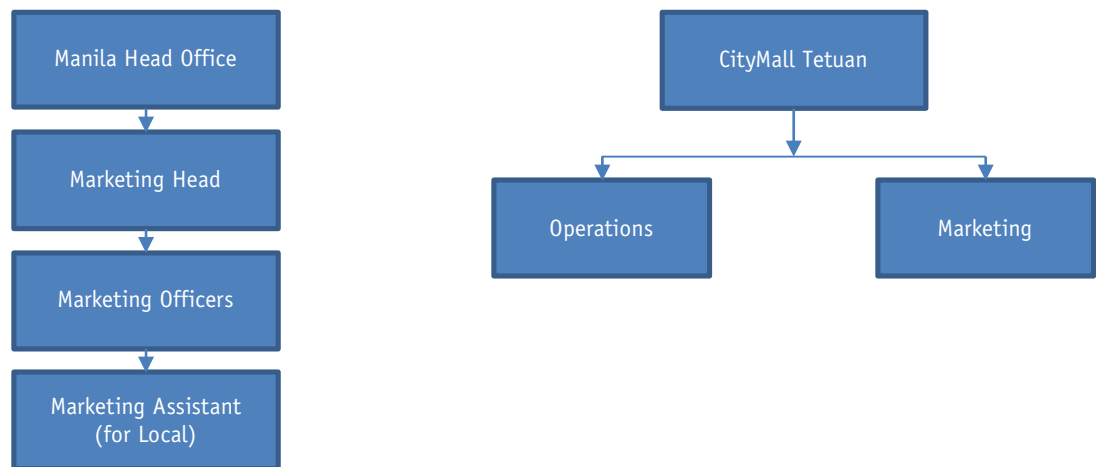 Manila Head Office
Marketing Head
Marketing Officers
Marketing Assistant
(for Local)
CityMall Tetuan
Operations
Marketing